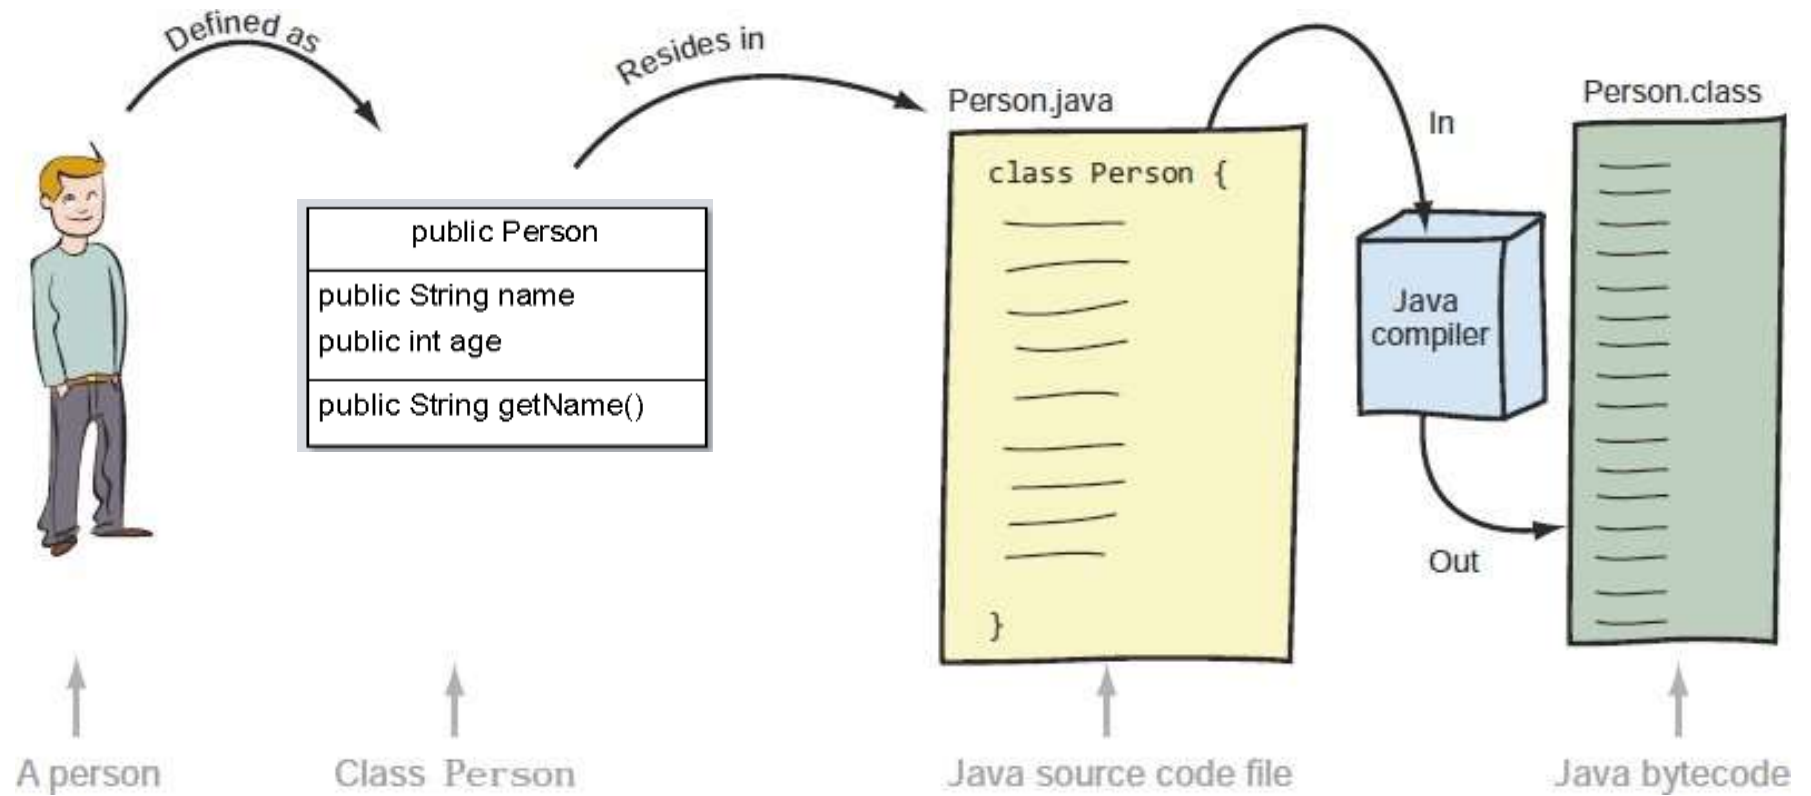 Defined as
Resides in
public Person
public String name
public int age
public String getName()
Person.java
class Person {
}
In
Java
compiler
Out
Person.class
A person
Class Person
Java source code file
Java bytecode